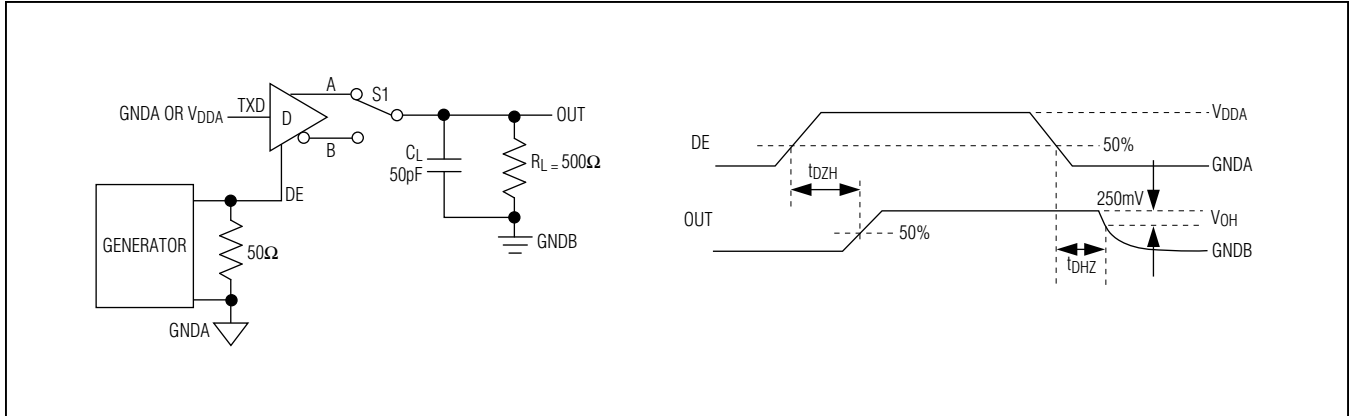 A
S1
GNDA OR VDDA
TXD
D
OUT
B
CL
50pF
RL = 500Ω
DE
GENERATOR
50Ω
GNDB
GNDA
VDDA
DE
50%
GNDA
tDZH
250mV
OUT
VOH
50%
GNDB
tDHZ